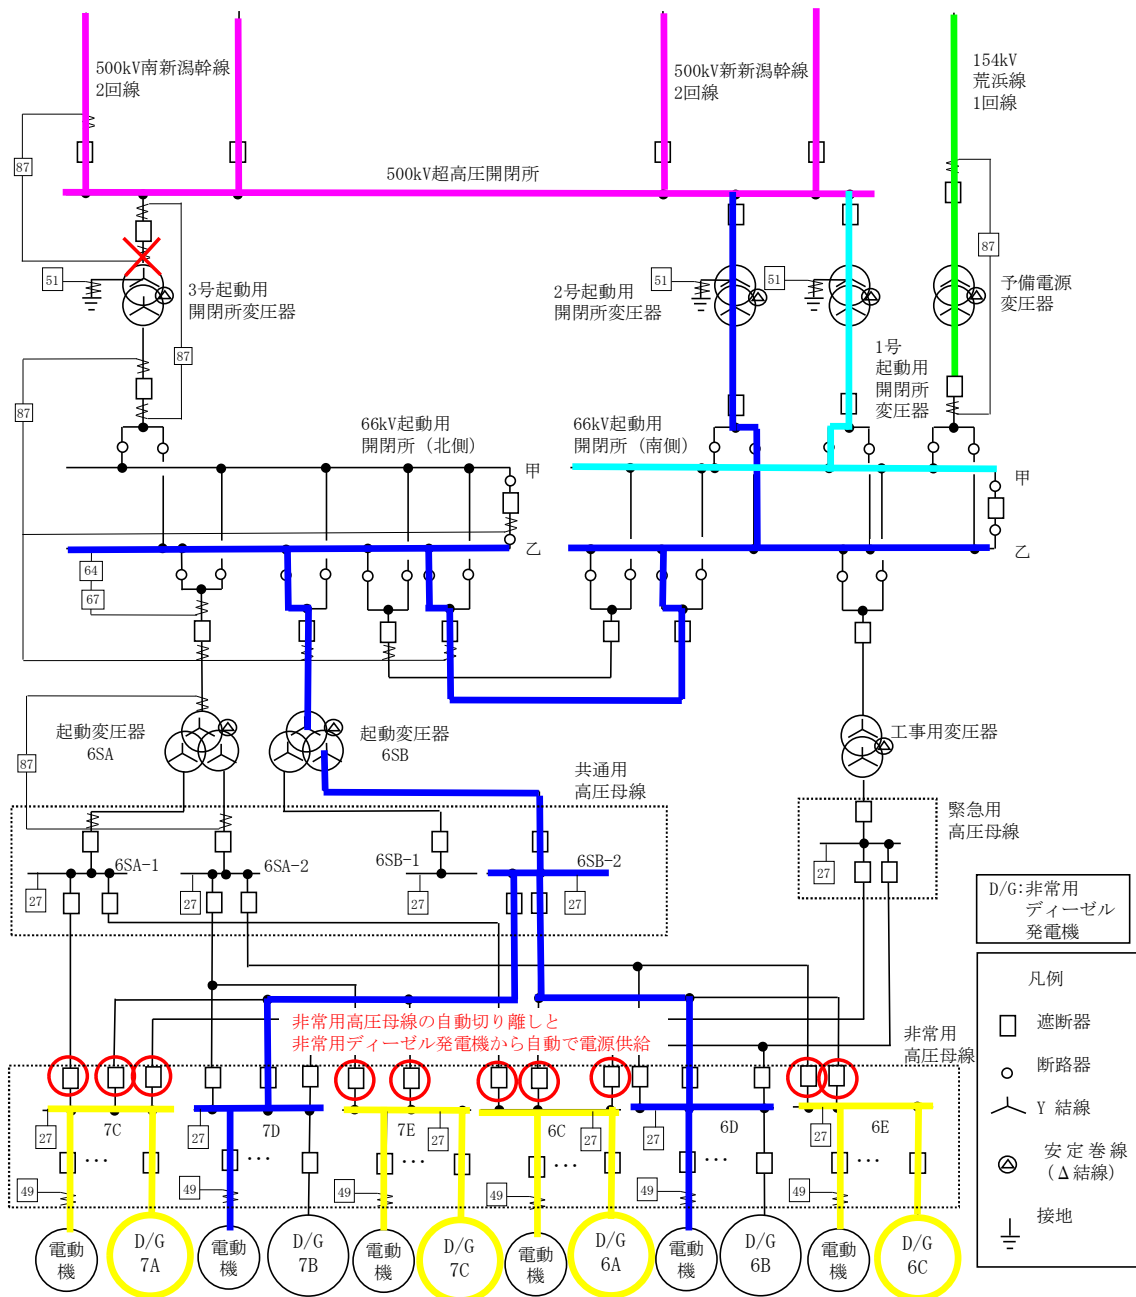 500kV南新潟幹線
2回線
500kV新新潟幹線
2回線
154kV
荒浜線
1回線
87
500kV超高圧開閉所
87
51
3号起動用
開閉所変圧器
51
2号起動用
開閉所変圧器
51
予備電源
変圧器
87
1号
起動用
開閉所
変圧器
87
66kV起動用
開閉所（北側）
66kV起動用
開閉所（南側）
甲
甲
乙
乙
64
67
起動変圧器
6SA
起動変圧器
6SB
工事用変圧器
87
共通用
高圧母線
緊急用
高圧母線
6SA-1
6SA-2
6SB-1
6SB-2
27
27
27
27
27
D/G:非常用
ディーゼル
発電機
凡例
遮断器
断路器
Y 結線
安定巻線
(Δ結線)
接地
非常用高圧母線の自動切り離しと
非常用ディーゼル発電機から自動で電源供給
非常用
高圧母線
27
7C
27
7D
7E
27
6C
27
27
6D
27
6E
…
…
…
…
…
…
49
49
49
49
49
49
電動
機
D/G
7A
電動
機
D/G
7B
電動
機
D/G
7C
電動
機
D/G
6A
電動
機
D/G
6B
電動
機
D/G
6C